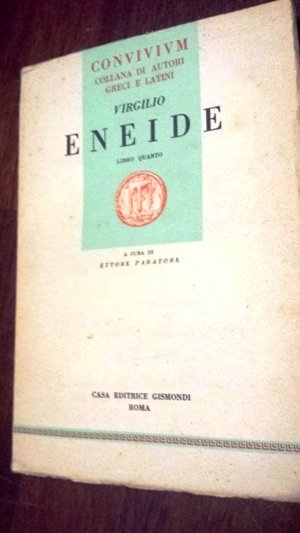 CONVIVIVM
COLLANA DI AUTORI
GRECI E LATINI
VIRGILIO
ENEIDE
LIBRO QUARTO
A CURA DI
ETTORE PARATORE
CASA EDITRICE GISMONDI
ROMA